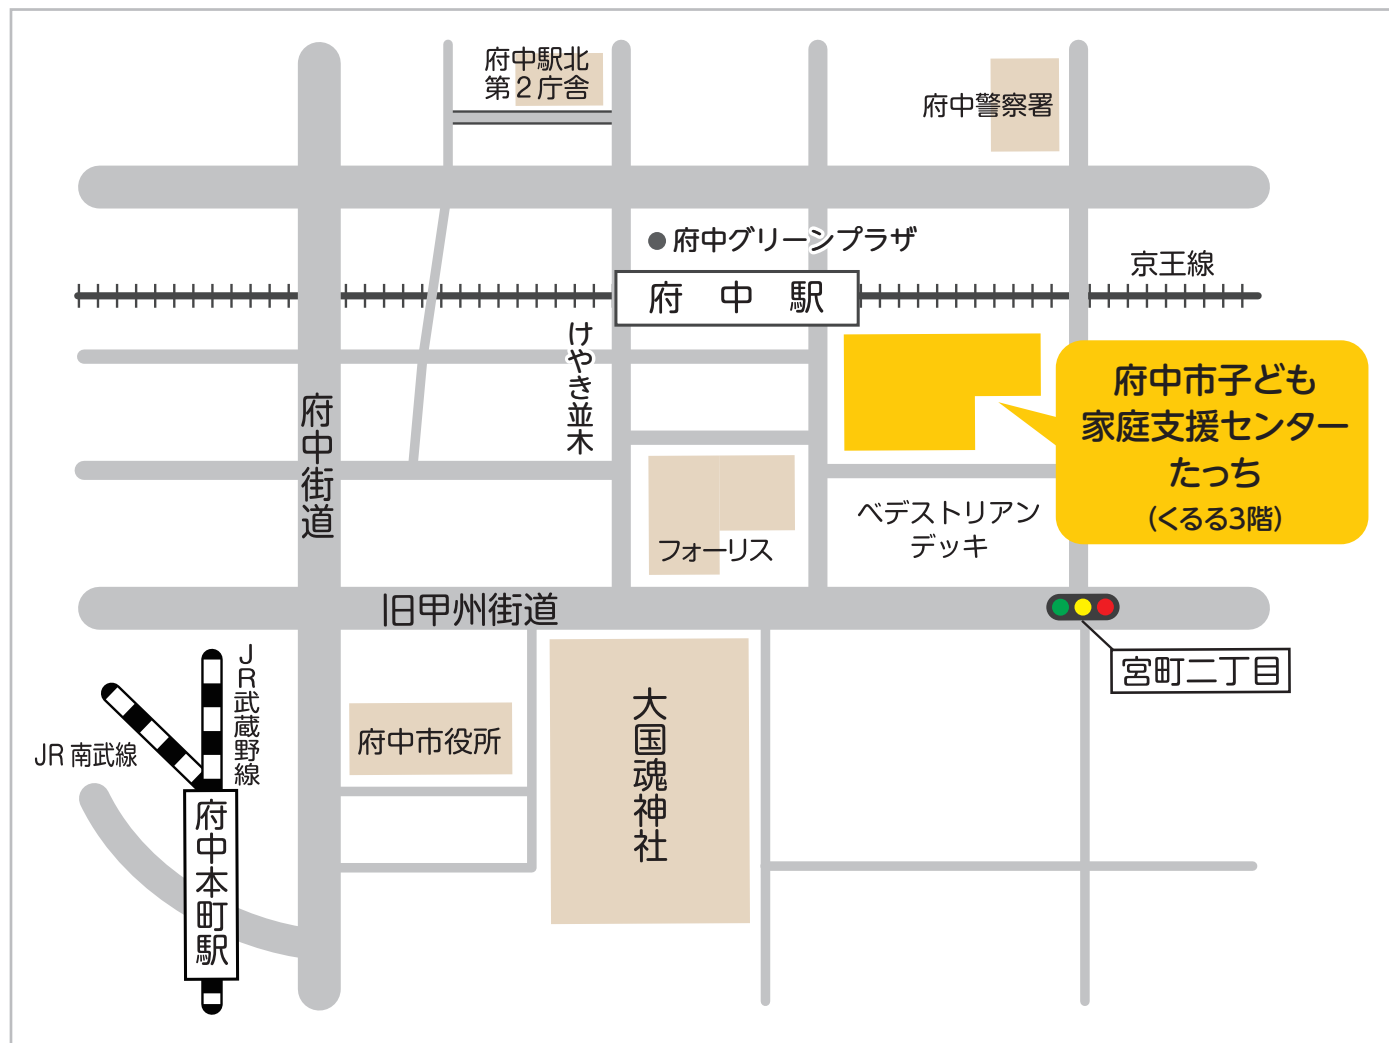 府中駅北
第2庁舎
府中警察署
府中グリーンプラザ
京王線
府中駅
けやき並木
府中街道
府中市子ども
家庭支援センター
たっち
(くるる3階)
ペデストリアン
デッキ
フォーリス
旧甲州街道
宮町二丁目
JR武蔵野線
JR南武線
府中市役所
大国魂神社
府中本町駅